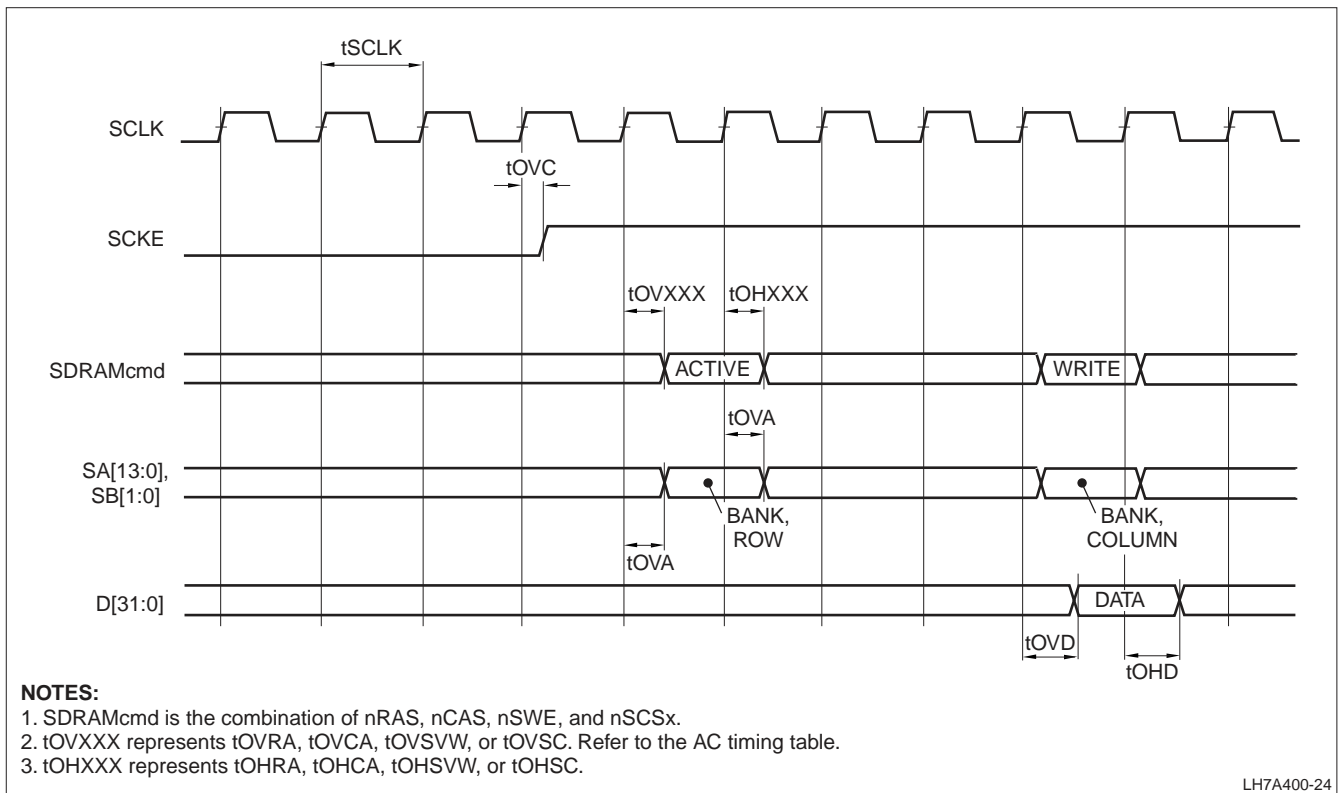 tSCLK
SCLK
tOVC
SCKE
tOVXXX tOHXXX
SDRAMcmd ACTIVE WRITE
tOVA
SA[13:0],
SB[1:0]
BANK,
ROW
BANK,
COLUMN
tOVA
D[31:0] DATA
tOVD
tOHD
NOTES:
1. SDRAMcmd is the combination of nRAS, nCAS, nSWE, and nSCSx.
2. tOVXXX represents tOVRA, tOVCA, tOVSVW, or tOVSC. Refer to the AC timing table.
3. tOHXXX represents tOHRA, tOHCA, tOHSVW, or tOHSC.
LH7A400-24